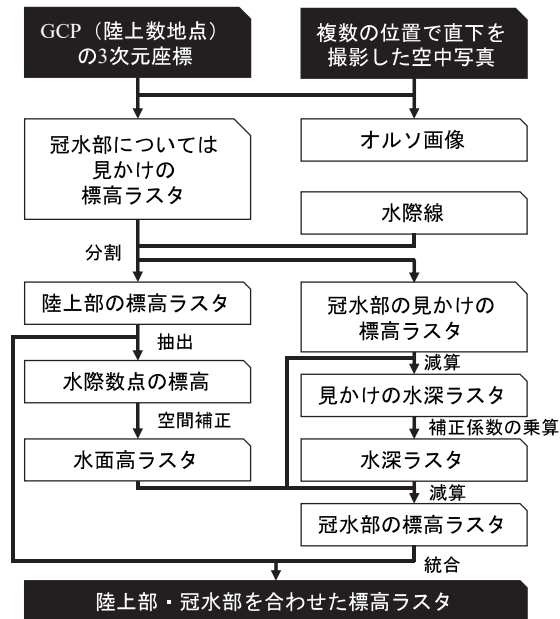 GCP（陸上数地点）
の3次元座標
複数の位置で直下を
撮影した空中写真
冠水部については
見かけの
標高ラスタ
オルソ画像
水際線
分割
陸上部の標高ラスタ
冠水部の見かけの
標高ラスタ
抽出
減算
水際数点の標高
見かけの水深ラスタ
空間補正
補正係数の乗算
水面高ラスタ
水深ラスタ
減算
冠水部の標高ラスタ
統合
陸上部・冠水部を合わせた標高ラスタ